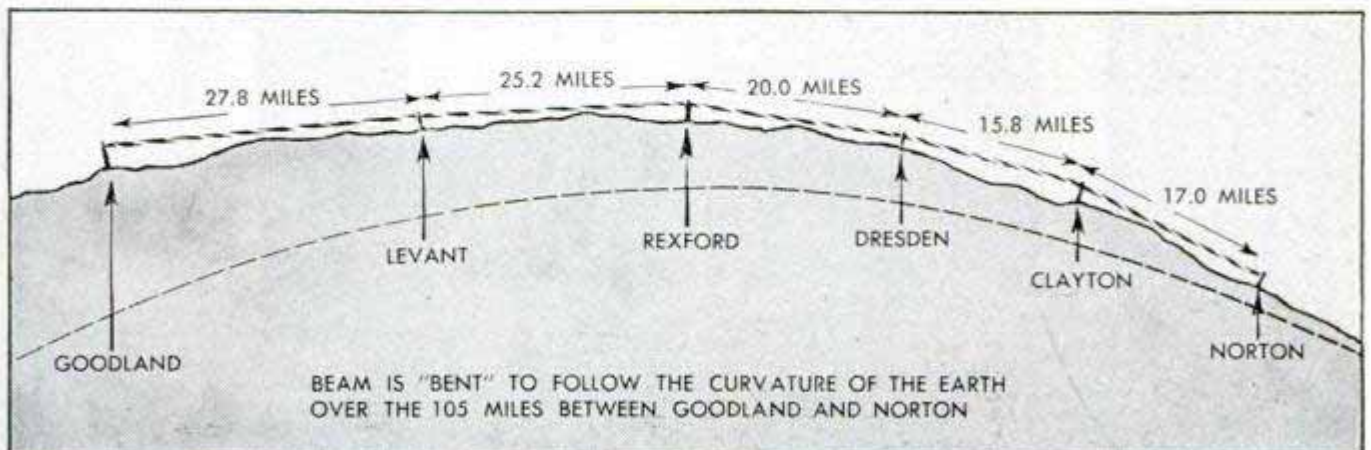 27.8 MILES
25.2 MILES
20.0 MILES
15.8 MILES
17.0 MILES
GOODLAND
LEVANT
REXFORD
DRESDEN
CLAYTON
NORTON
BEAM IS "BENT" TO FOLLOW THE CURVATURE OF THE EARTH
OVER THE 105 MILES BETWEEN GOODLAND AND NORTON